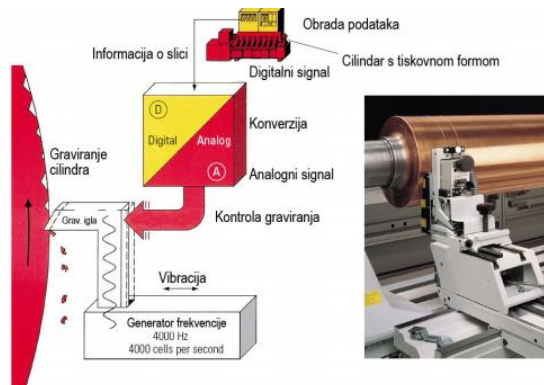 Obrada podataka
Informacija o slici
Cilindar s tiskovnom formom
Digitalni signal
D
Digital
Analog
A
Konverzija
Analogni signal
Graviranje
cilindra
Grav. igla
Kontrola graviranja
Vibracija
Generator frekvencije
4000 Hz
4000 cells per second